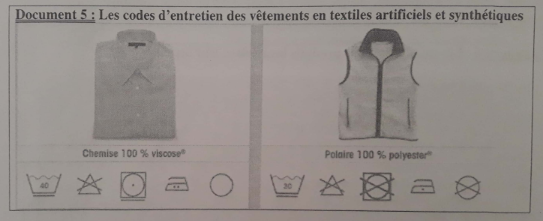 Document 5 : Les codes d'entretien des vêtements en textiles artificiels et synthétiques
Chemise 100 % viscose®
Polaire 100 % polyester®
40
30